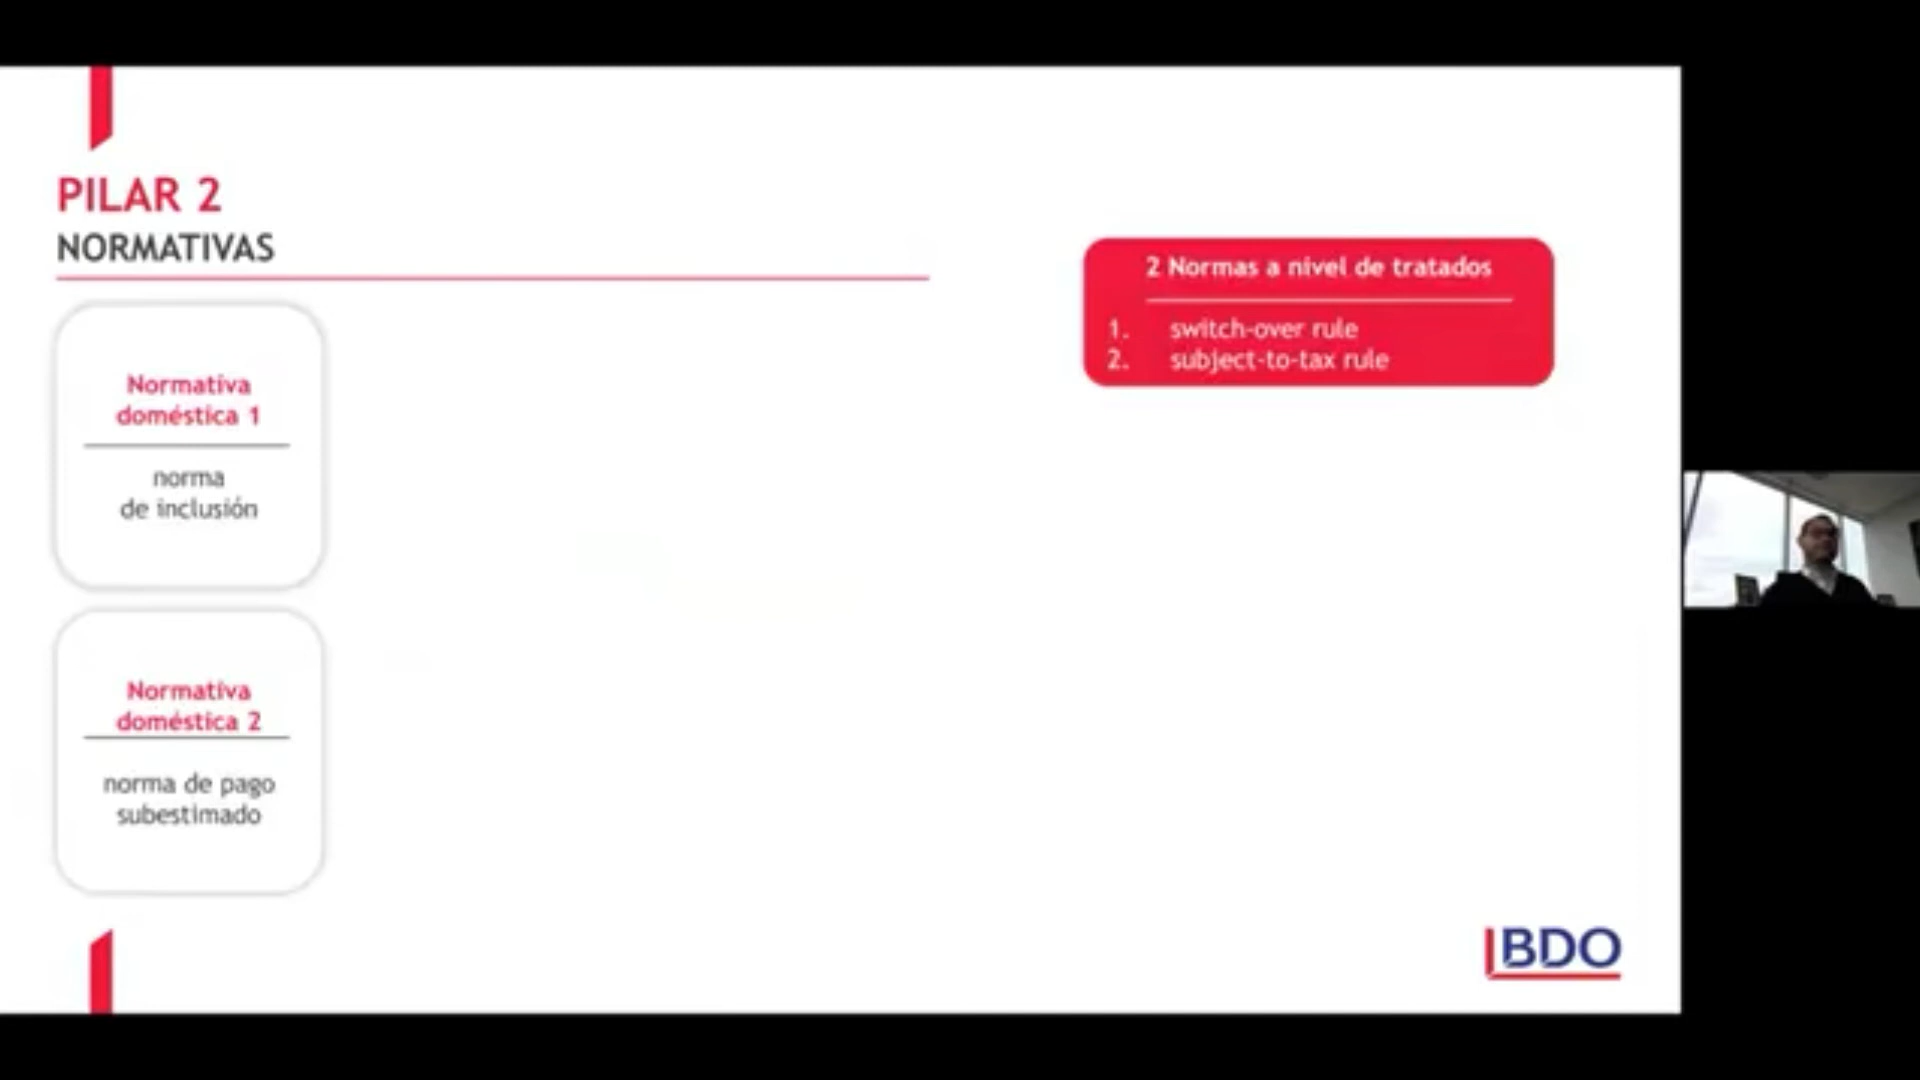 PILAR 2
NORMATIVAS
Normativa
doméstica 1
norma
de inclusión
Normativa
doméstica 2
norma de pago
subestimado
2 Normas a nivel de tratados
1. switch-over rule
2. subject-to-tax rule
BDO